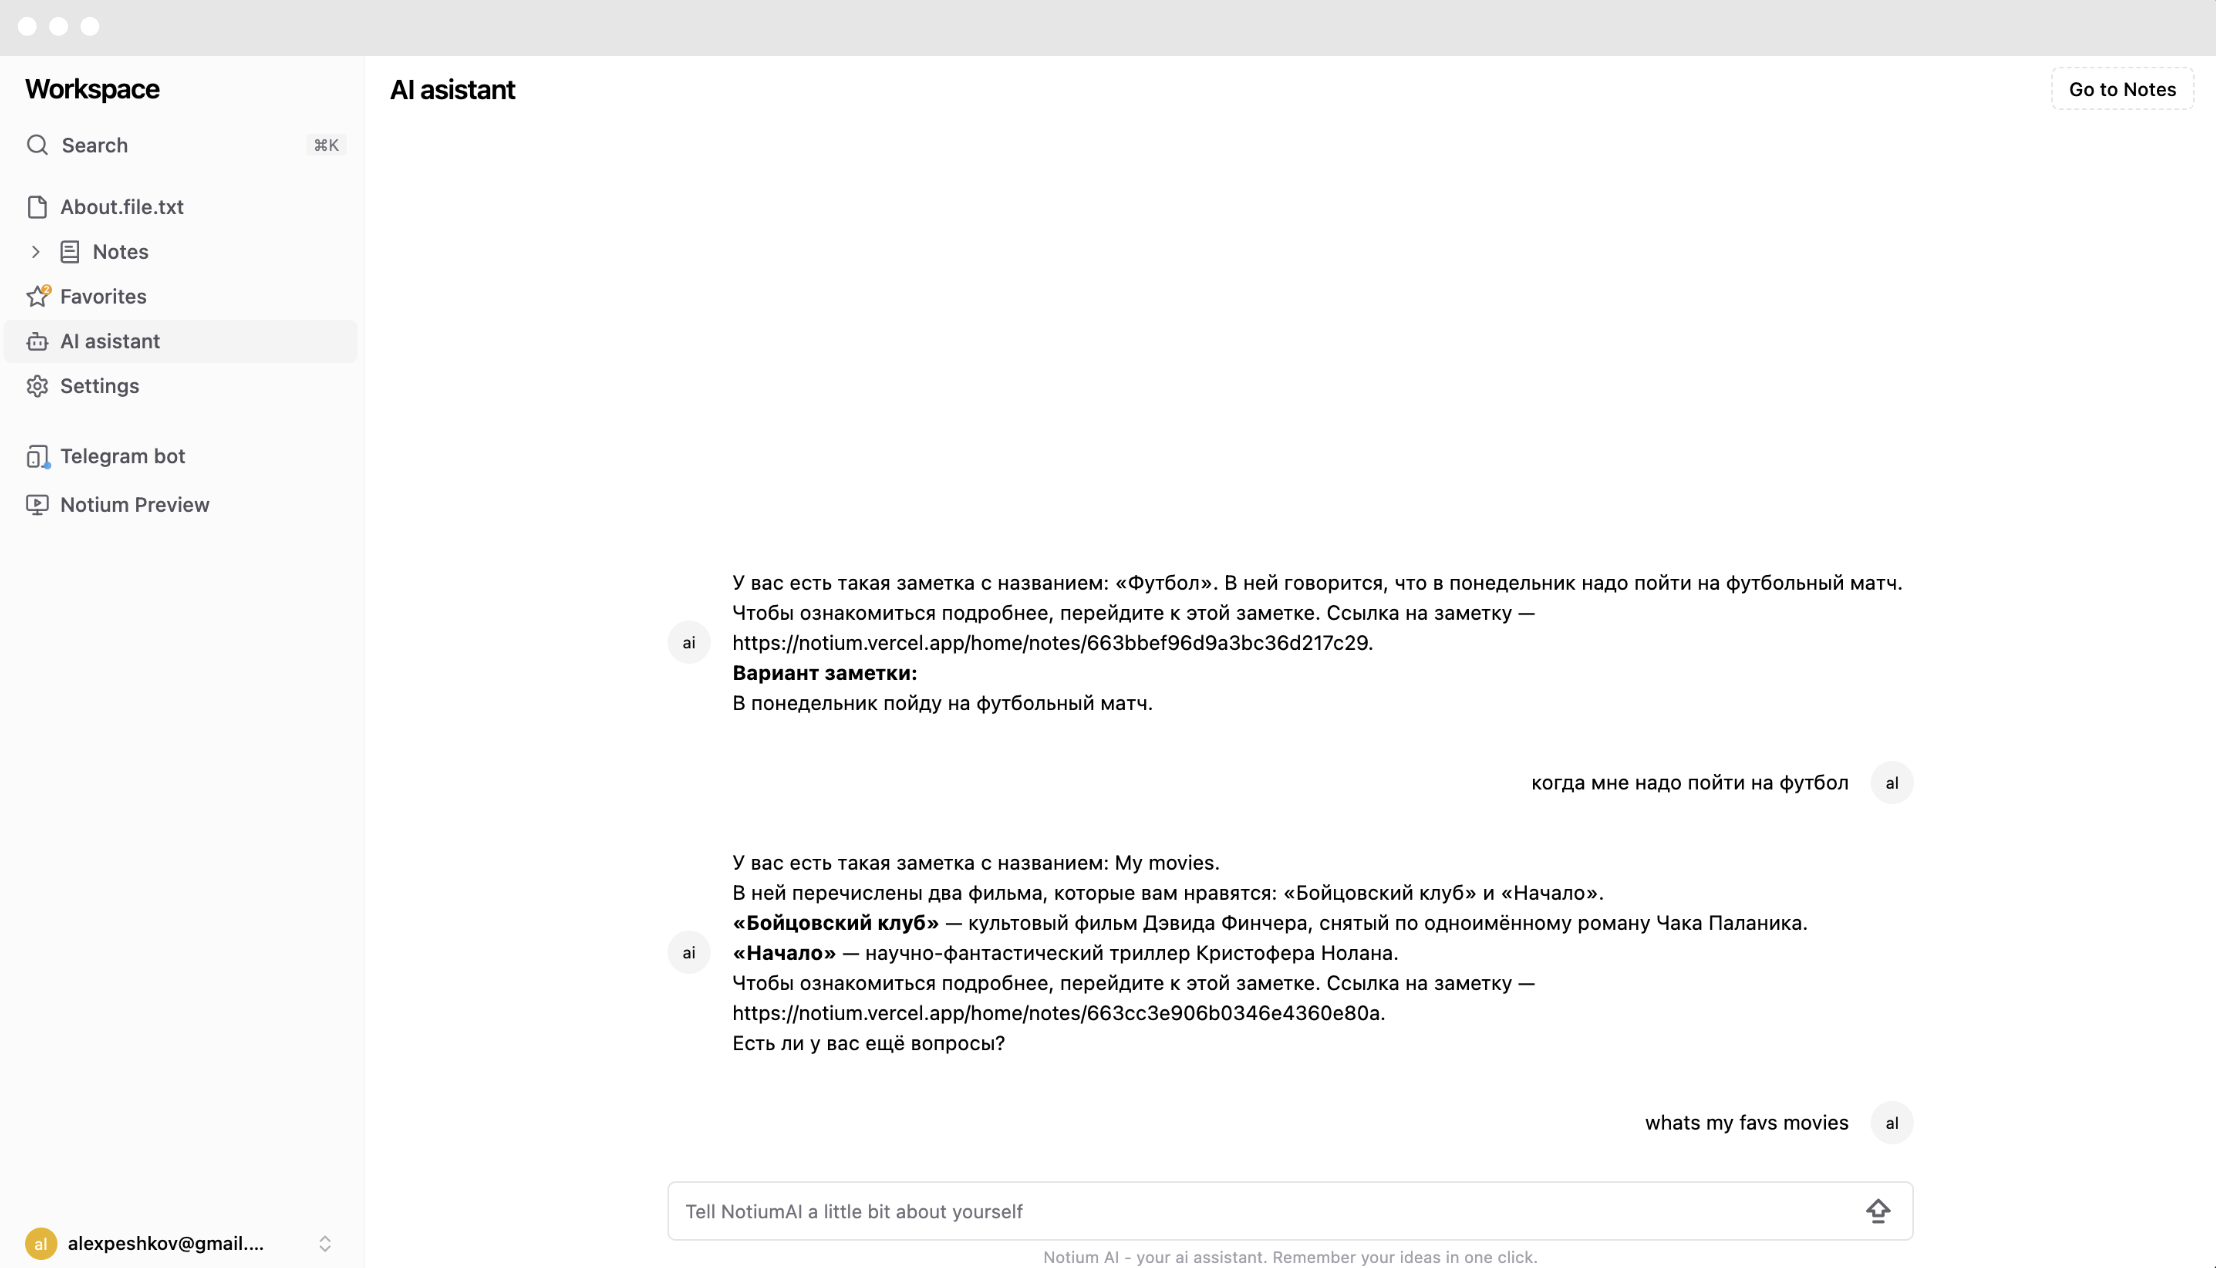 Workspace
Search ⌘K
About.file.txt
Notes
Favorites 2
AI asistant
Settings
Telegram bot
Notium Preview
al alexpeshkov@gmail....
AI asistant
Go to Notes
У вас есть такая заметка с названием: «Футбол». В ней говорится, что в понедельник надо пойти на футбольный матч.
Чтобы ознакомиться подробнее, перейдите к этой заметке. Ссылка на заметку —
ai https://notium.vercel.app/home/notes/663bbef96d9a3bc36d217c29.
Вариант заметки:
В понедельник пойду на футбольный матч.
когда мне надо пойти на футбол al
У вас есть такая заметка с названием: My movies.
В ней перечислены два фильма, которые вам нравятся: «Бойцовский клуб» и «Начало».
«Бойцовский клуб» — культовый фильм Дэвида Финчера, снятый по одноимённому роману Чака Паланика.
ai «Начало» — научно-фантастический триллер Кристофера Нолана.
Чтобы ознакомиться подробнее, перейдите к этой заметке. Ссылка на заметку —
https://notium.vercel.app/home/notes/663cc3e906b0346e4360e80a.
Есть ли у вас ещё вопросы?
whats my favs movies al
Tell NotiumAI a little bit about yourself
Notium AI - your ai assistant. Remember your ideas in one click.